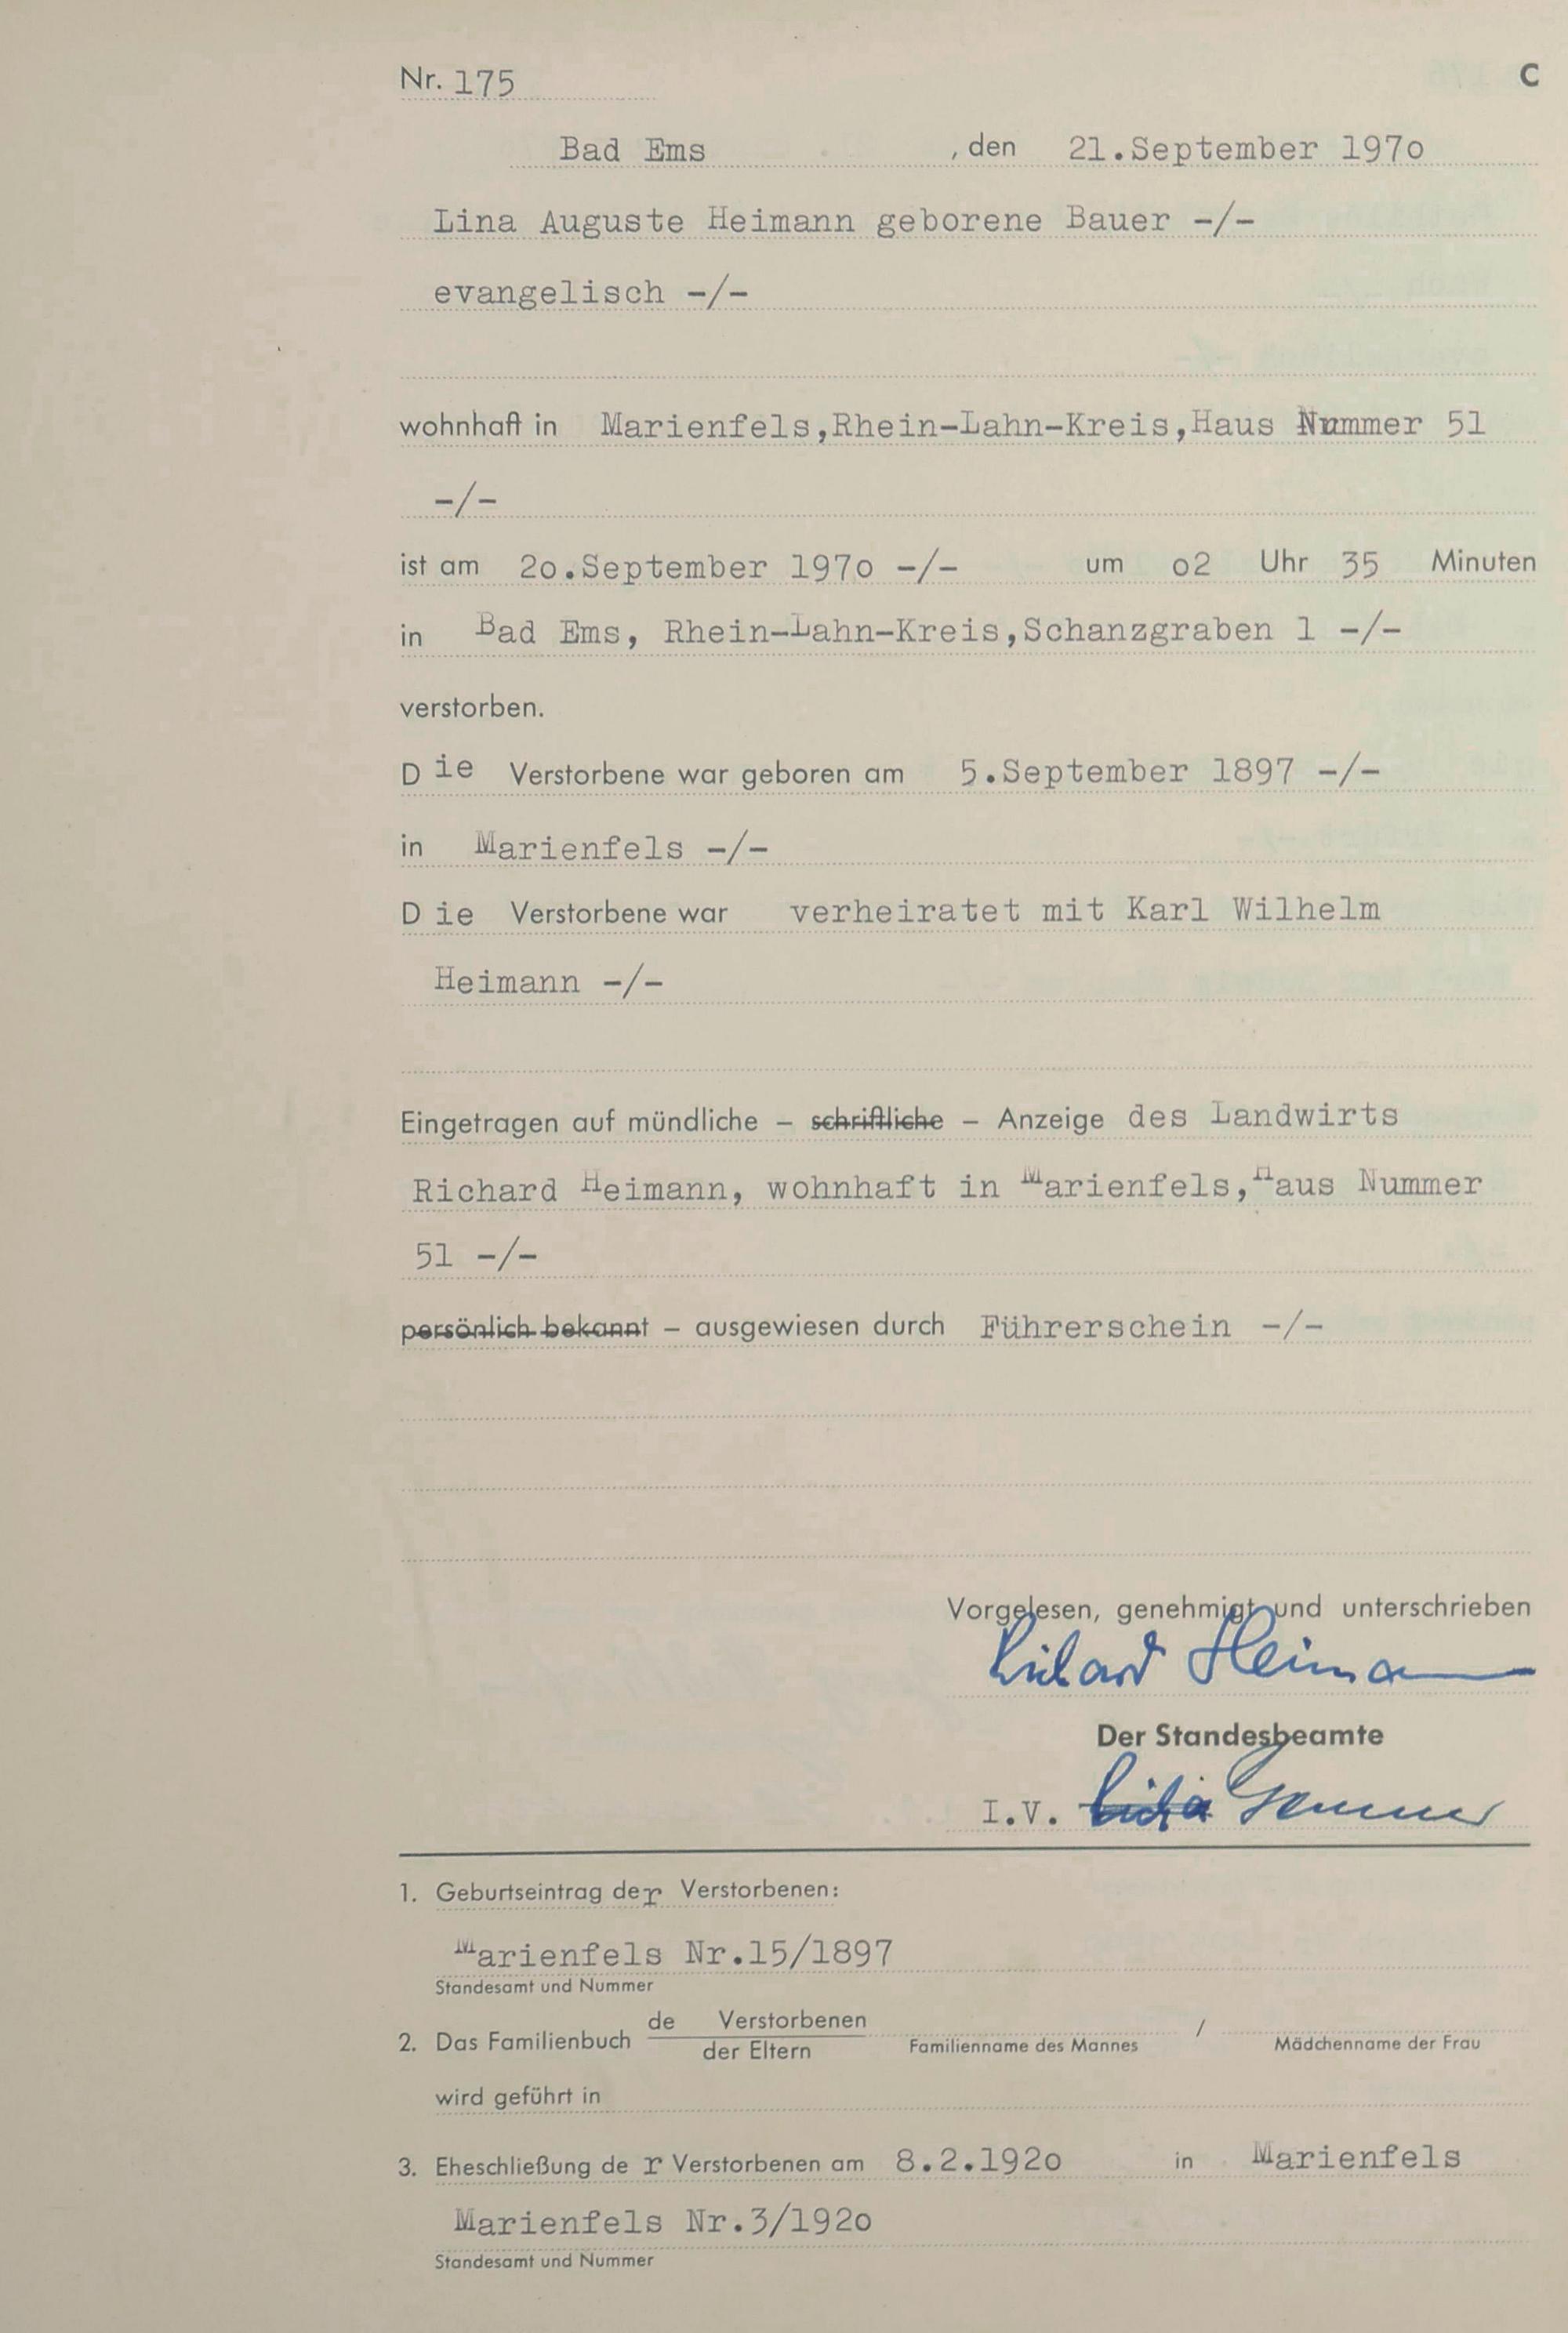 Nr. 175
C
Bad Ems , den 21.September 197o
Lina Auguste Heimann geborene Bauer -/-
evangelisch -/-
wohnhaft in Marienfels,Rhein-Lahn-Kreis,Haus Nummer 51
-/-
ist am 2o.September 197o -/- um o2 Uhr 35 Minuten
in Bad Ems, Rhein-Lahn-Kreis,Schanzgraben 1 -/-
verstorben.
Die Verstorbene war geboren am 5.September 1897 -/-
in Marienfels -/-
Die Verstorbene war verheiratet mit Karl Wilhelm
Heimann -/-
Eingetragen auf mündliche – schriftliche – Anzeige des Landwirts
Richard Heimann, wohnhaft in Marienfels,Haus Nummer
51 -/-
persönlich bekannt – ausgewiesen durch Führerschein -/-
Vorgelesen, genehmigt und unterschrieben
Richard Heimann
Der Standesbeamte
I.V.
1. Geburtseintrag der Verstorbenen:
Marienfels Nr.15/1897
Standesamt und Nummer
2. Das Familienbuch de Verstorbenen
der Eltern
Familienname des Mannes / Mädchenname der Frau
wird geführt in
3. Eheschließung der Verstorbenen am 8.2.192o in Marienfels
Marienfels Nr.3/192o
Standesamt und Nummer